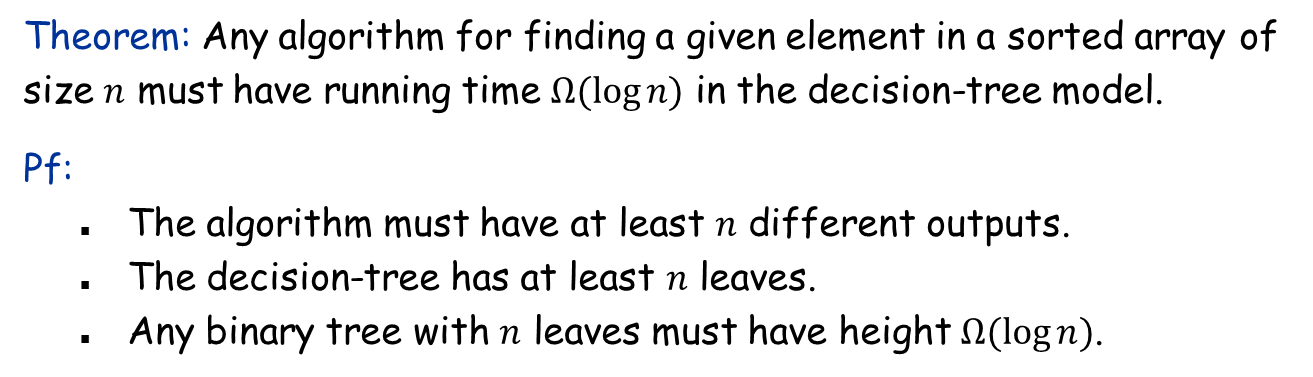 Theorem: Any algorithm for finding a given element in a sorted array of
size n must have running time Ω(log n) in the decision-tree model.
Pf:
▪ The algorithm must have at least n different outputs.
▪ The decision-tree has at least n leaves.
▪ Any binary tree with n leaves must have height Ω(log n).